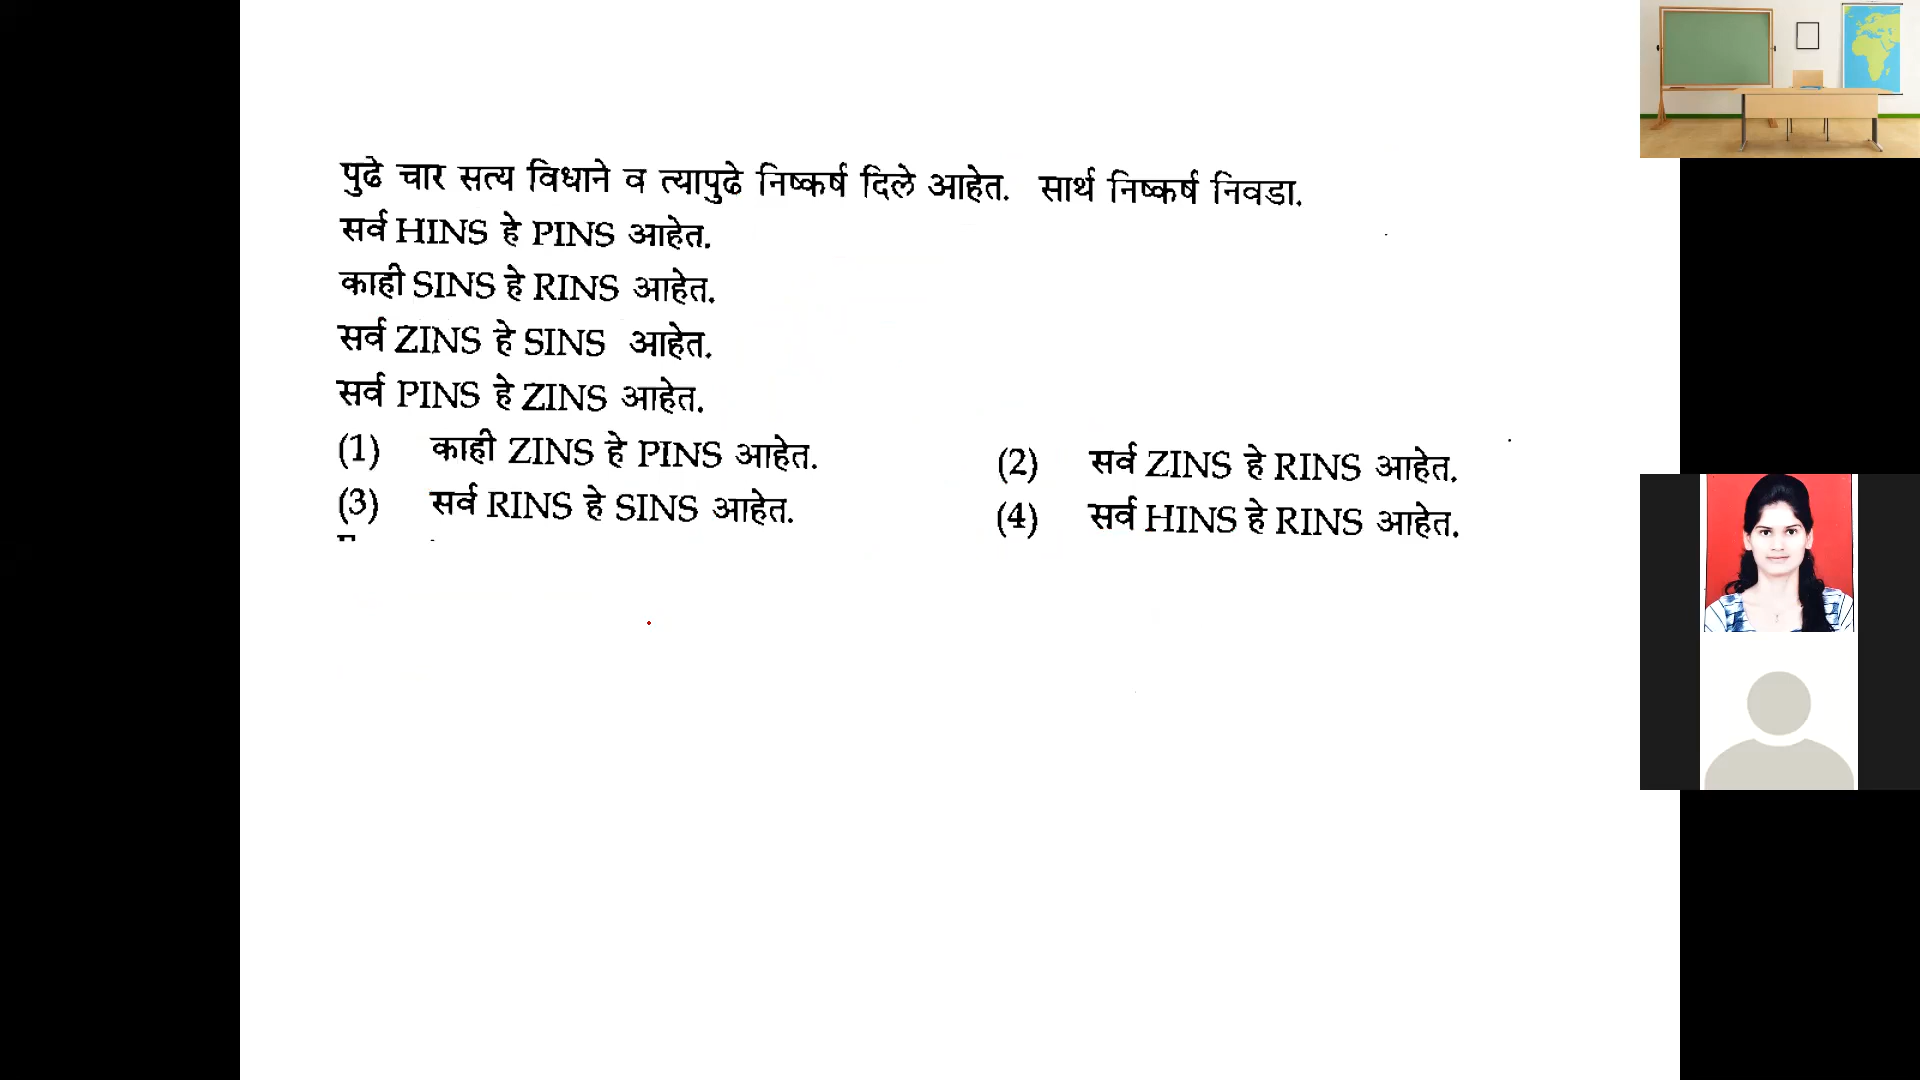 पुढे चार सत्य विधाने व त्यापुढे निष्कर्ष दिले आहेत. सार्थ निष्कर्ष निवडा.
सर्व HINS हे PINS आहेत.
काही SINS हे RINS आहेत.
सर्व ZINS हे SINS आहेत.
सर्व PINS हे ZINS आहेत.
(1) काही ZINS हे PINS आहेत. (2) सर्व ZINS हे RINS आहेत.
(3) सर्व RINS हे SINS आहेत. (4) सर्व HINS हे RINS आहेत.